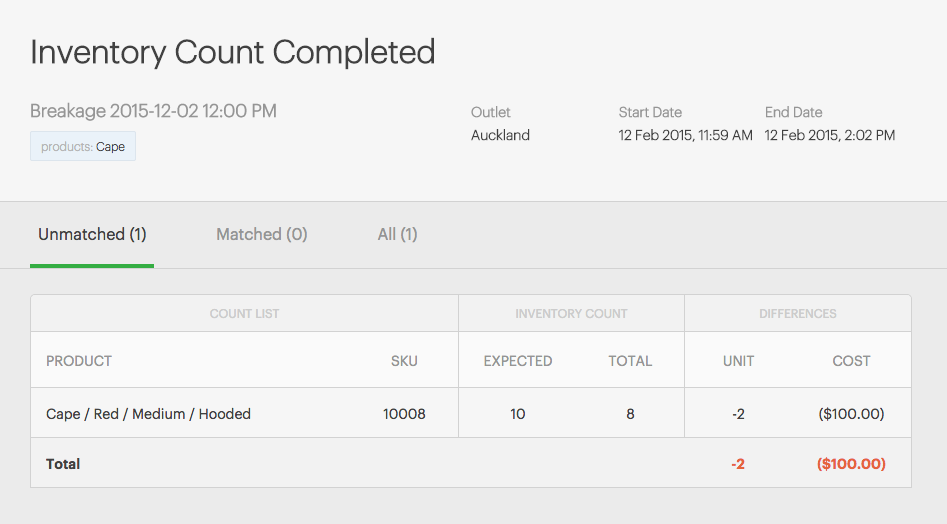 Inventory Count Completed
Breakage 2015-12-02 12:00 PM
products: Cape
Outlet Start Date End Date
Auckland 12 Feb 2015, 11:59 AM 12 Feb 2015, 2:02 PM
Unmatched (1) Matched (0) All (1)
COUNT LIST INVENTORY COUNT DIFFERENCES
PRODUCT SKU EXPECTED TOTAL UNIT COST
Cape / Red / Medium / Hooded 10008 10 8 -2 ($100.00)
Total -2 ($100.00)